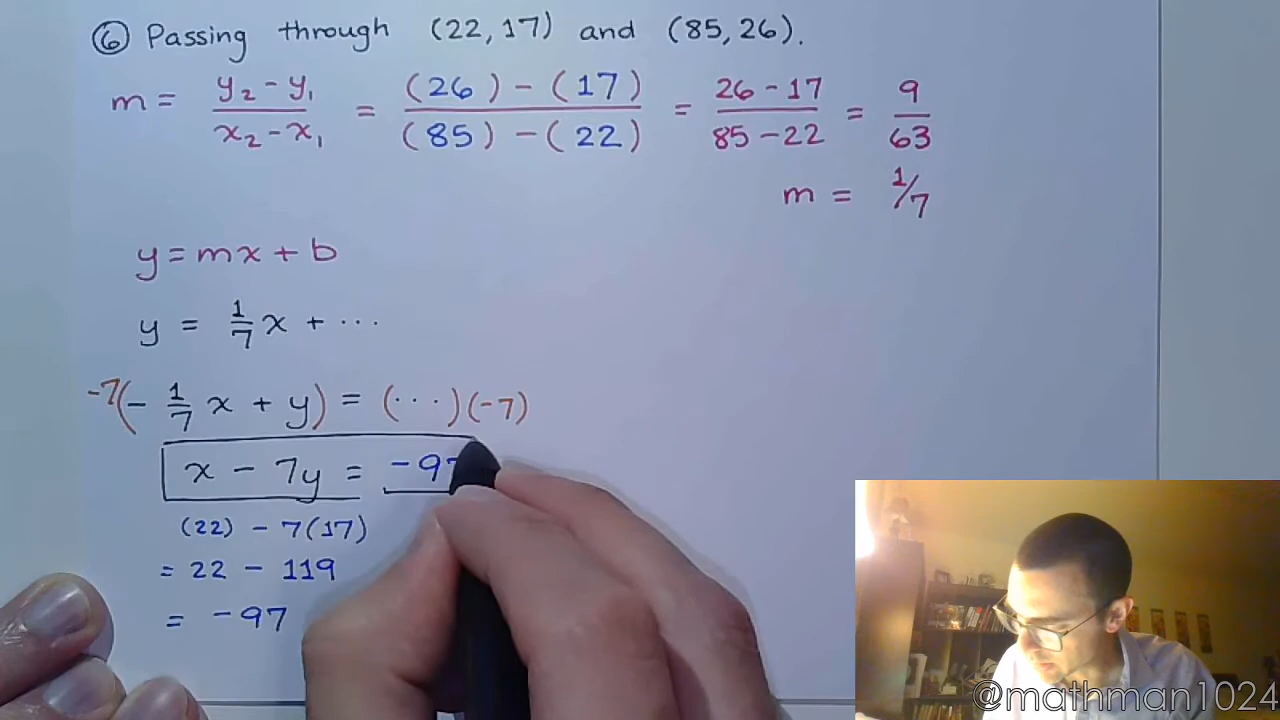 ⑥ Passing through (22, 17) and (85, 26).
m = y₂ - y₁ / x₂ - x₁ = (26) - (17) / (85) - (22) = 26 - 17 / 85 - 22 = 9 / 63
m = 1/7
y = mx + b
y = 1/7 x + ...
-7(- 1/7 x + y) = (...)(-7)
x - 7y = -97
(22) - 7(17)
= 22 - 119
= -97
@mathman1024